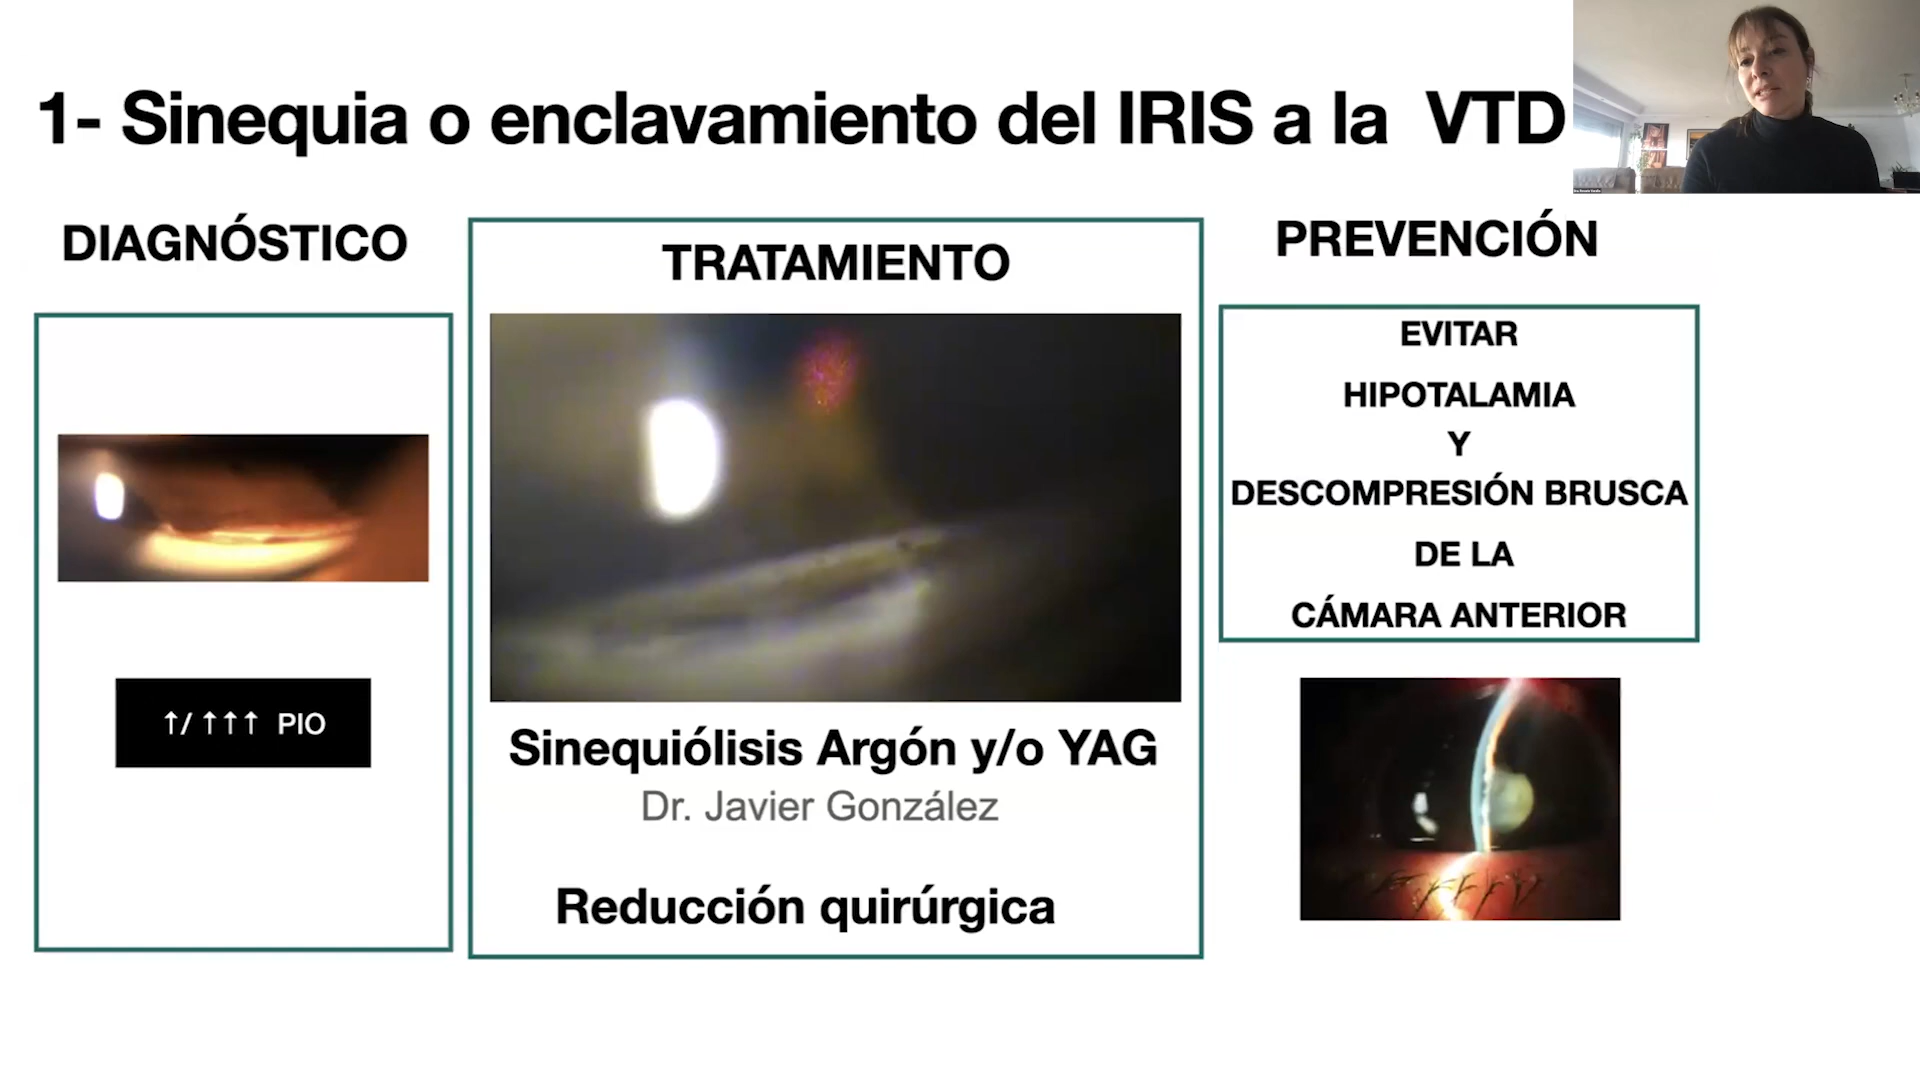 1- Sinequia o enclavamiento del IRIS a la VTD
DIAGNÓSTICO
↑/ ↑↑↑ PIO
TRATAMIENTO
Sinequiólisis Argón y/o YAG
Dr. Javier González
Reducción quirúrgica
PREVENCIÓN
EVITAR
HIPOTALAMIA
Y
DESCOMPRESIÓN BRUSCA
DE LA
CÁMARA ANTERIOR